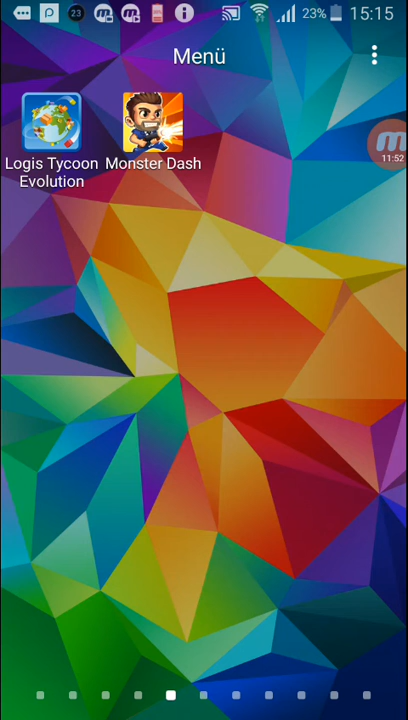 23
23%
15:15
Menü
11:52
Logis Tycoon
Evolution
Monster Dash